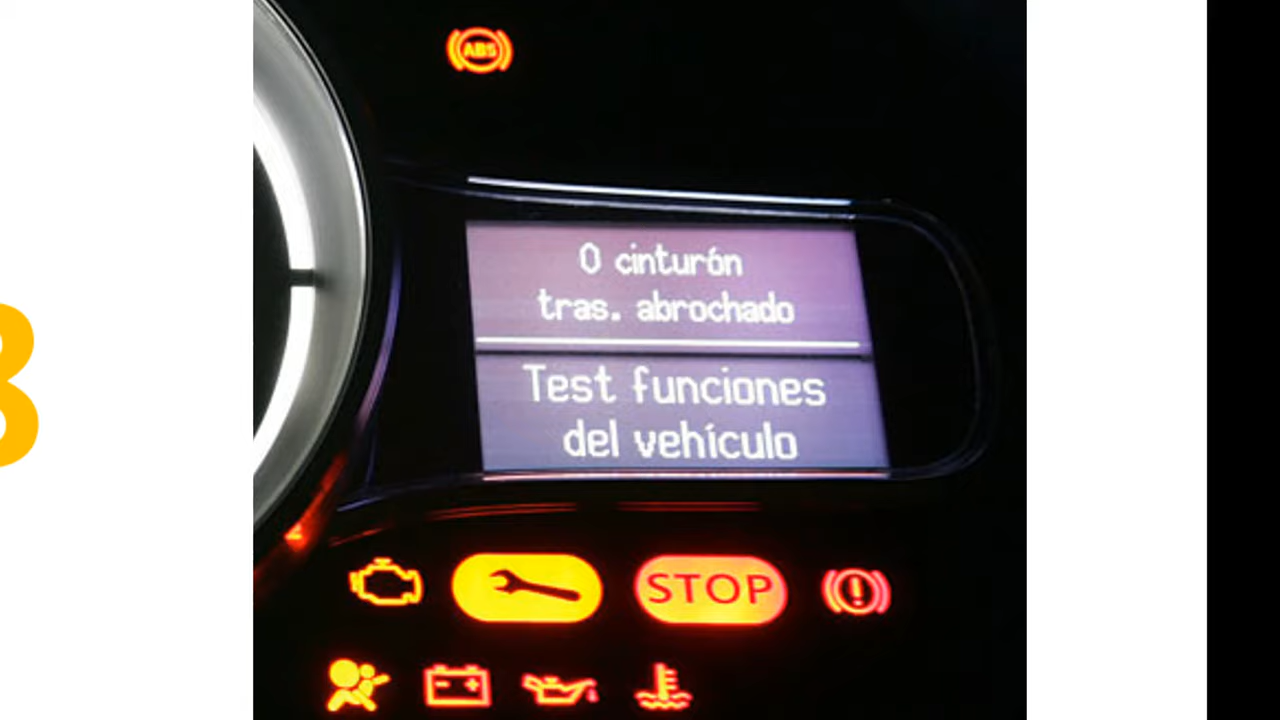 ABS
0 cinturón
tras. abrochado
Test funciones
del vehículo
STOP